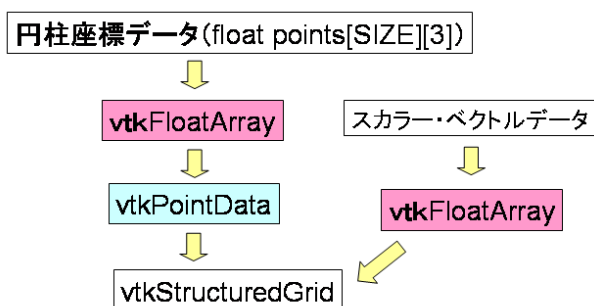 円柱座標データ(float points[SIZE][3])
vtkFloatArray
スカラー・ベクトルデータ
vtkPointData
vtkFloatArray
vtkStructuredGrid